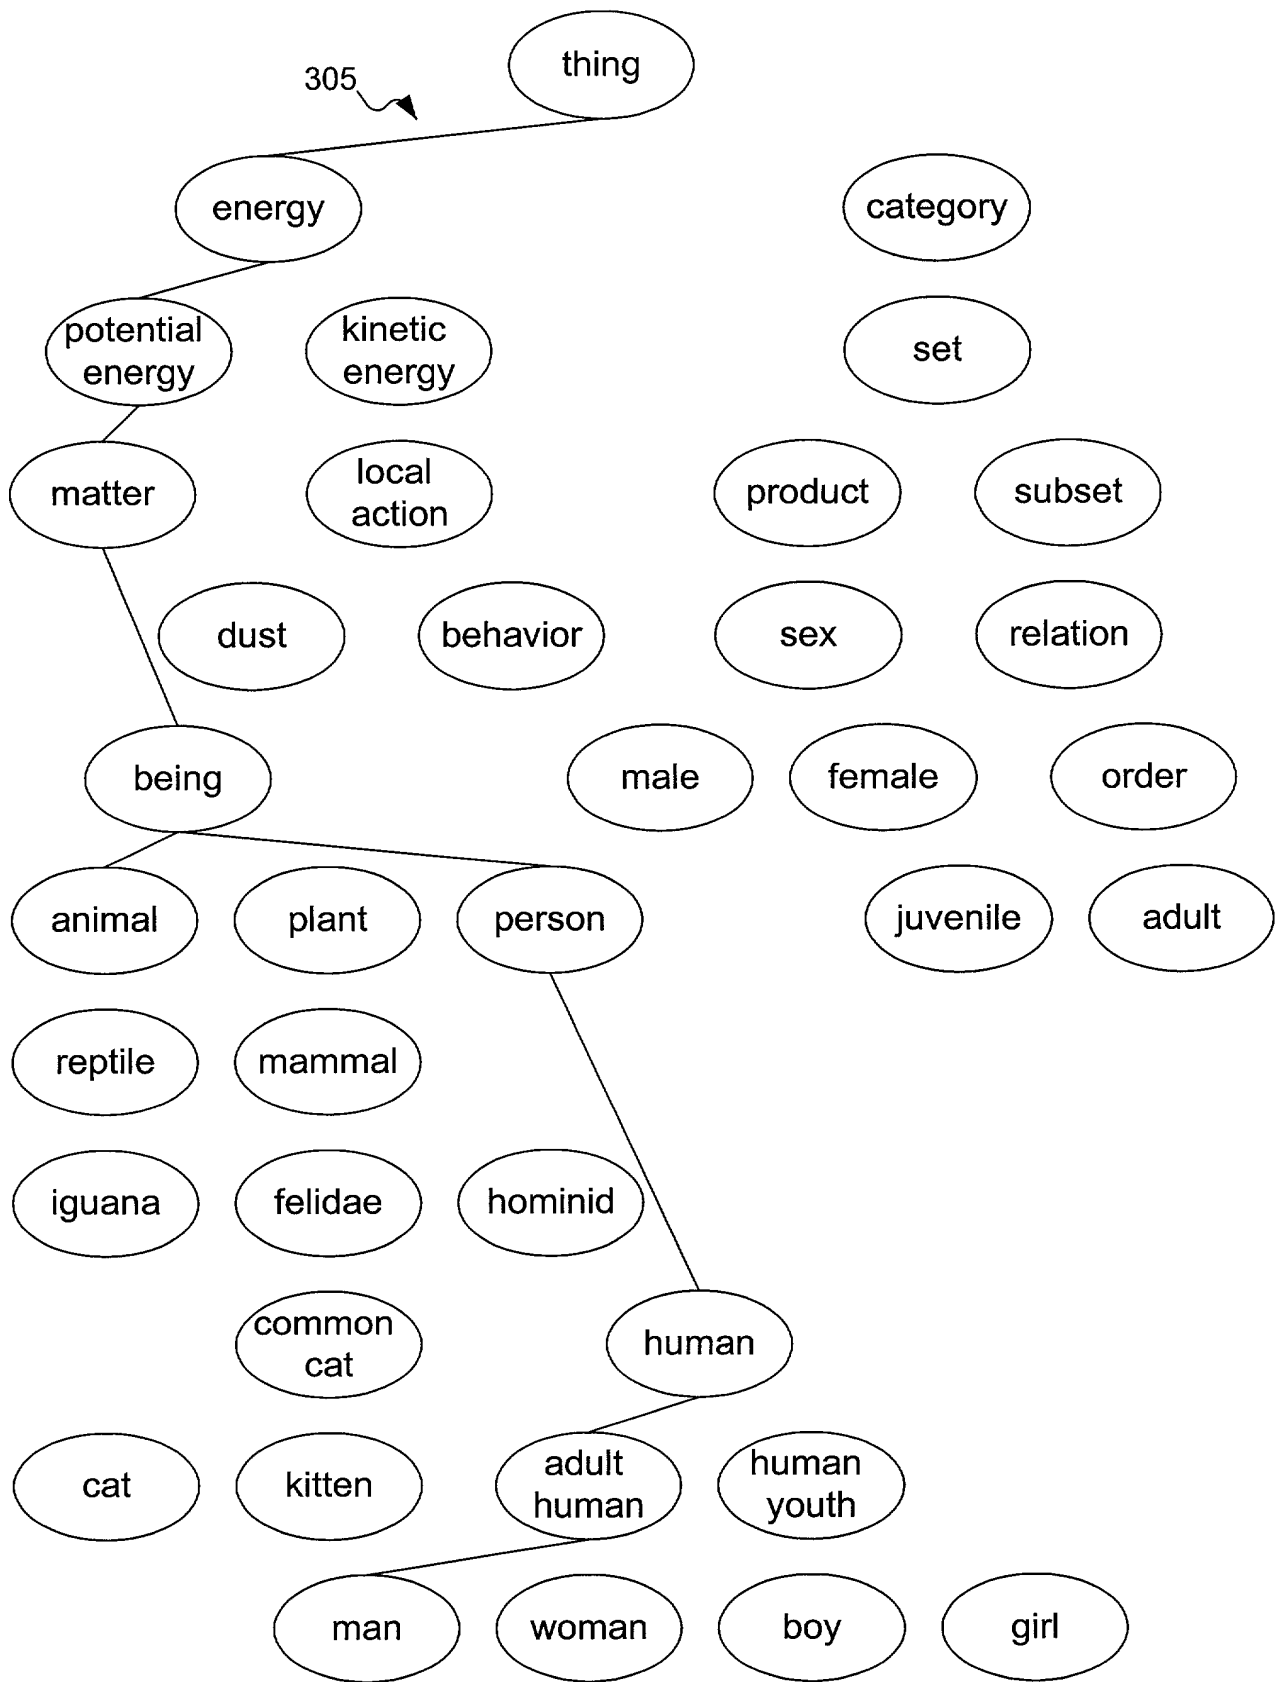 thing
305
energy
category
potential
energy
kinetic
energy
set
matter
local
action
product
subset
dust
behavior
sex
relation
being
male
female
order
animal
plant
person
juvenile
adult
reptile
mammal
iguana
felidae
hominid
common
cat
human
cat
kitten
adult
human
human
youth
man
woman
boy
girl